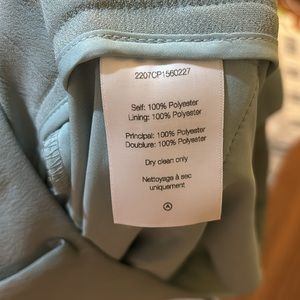 2207CP1560227
Self: 100% Polyester
Lining: 100% Polyester
Principal: 100% Polyester
Doublure: 100% Polyester
Dry clean only
Nettoyage à sec
uniquement
A